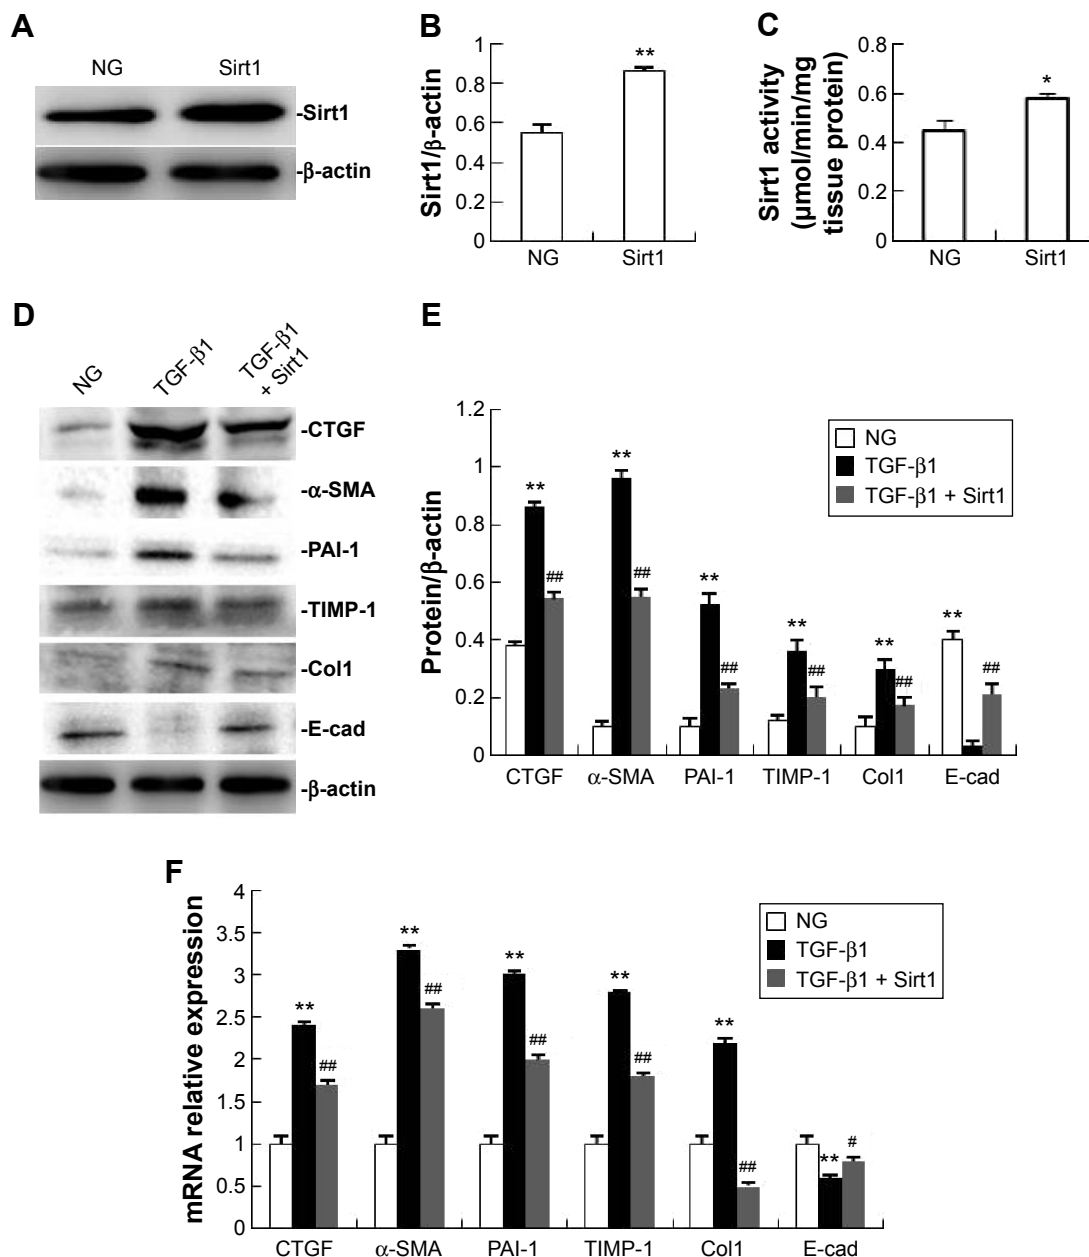 A
NG Sirt1
-Sirt1
-β-actin
B
Sirt1/β-actin
1
0.8
0.6
0.4
0.2
0
**
NG Sirt1
C
Sirt1 activity
(μmol/min/mg
tissue protein)
0.8
0.6
0.4
0.2
0
*
NG Sirt1
D
NG TGF-β1 TGF-β1
+ Sirt1
-CTGF
-α-SMA
-PAI-1
-TIMP-1
-Col1
-E-cad
-β-actin
E
Protein/β-actin
1.2
1
0.8
0.6
0.4
0.2
0
** ** ** ** ** **
## ## ## ## ## ##
NG
TGF-β1
TGF-β1 + Sirt1
CTGF α-SMA PAI-1 TIMP-1 Col1 E-cad
F
mRNA relative expression
4
3.5
3
2.5
2
1.5
1
0.5
0
** ** ** ** ** **
## ## ## ## ## #
NG
TGF-β1
TGF-β1 + Sirt1
CTGF α-SMA PAI-1 TIMP-1 Col1 E-cad